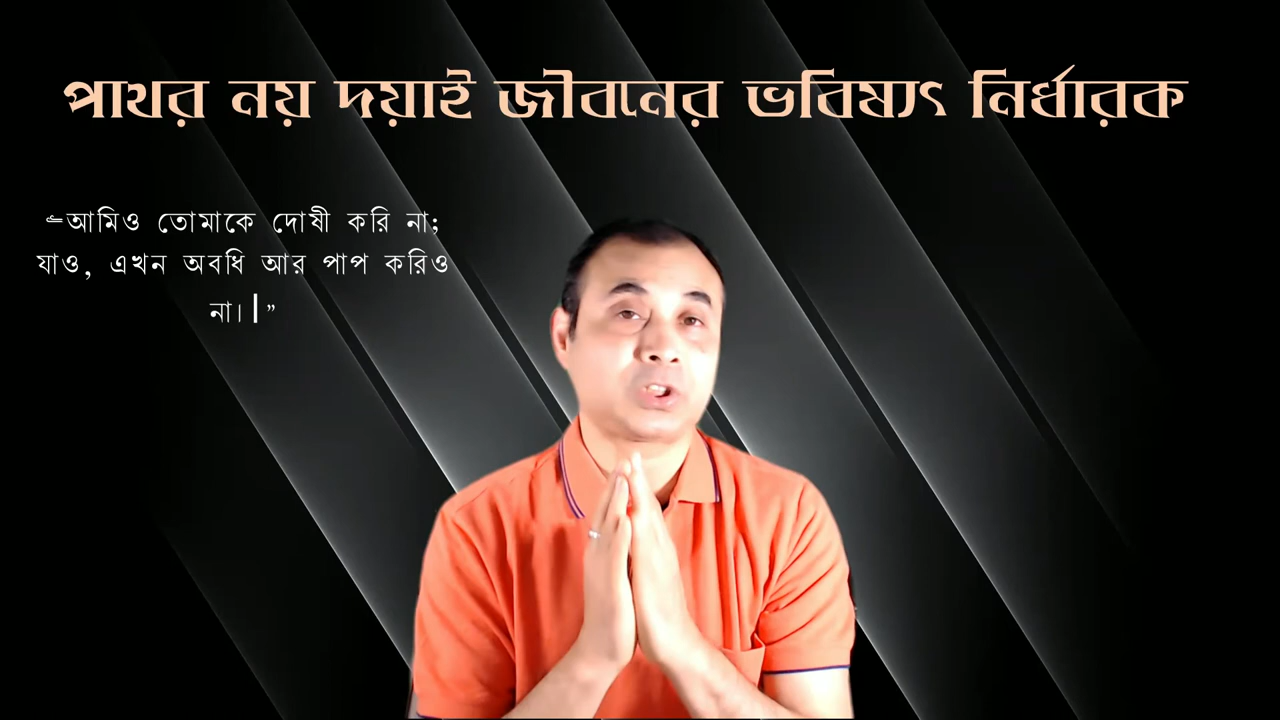 পাথর নয় দয়াই জীবনের ভবিষ্যৎ নির্ধারক
“আমিও তোমাকে দোষী করি না;
যাও, এখন অবধি আর পাপ করিও
না।|”